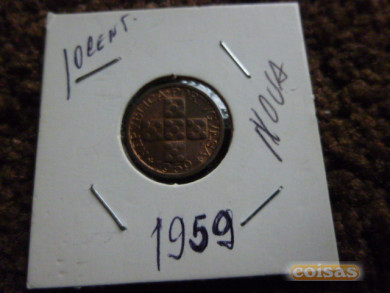 10 CENT.
NOVA
1959
coisas